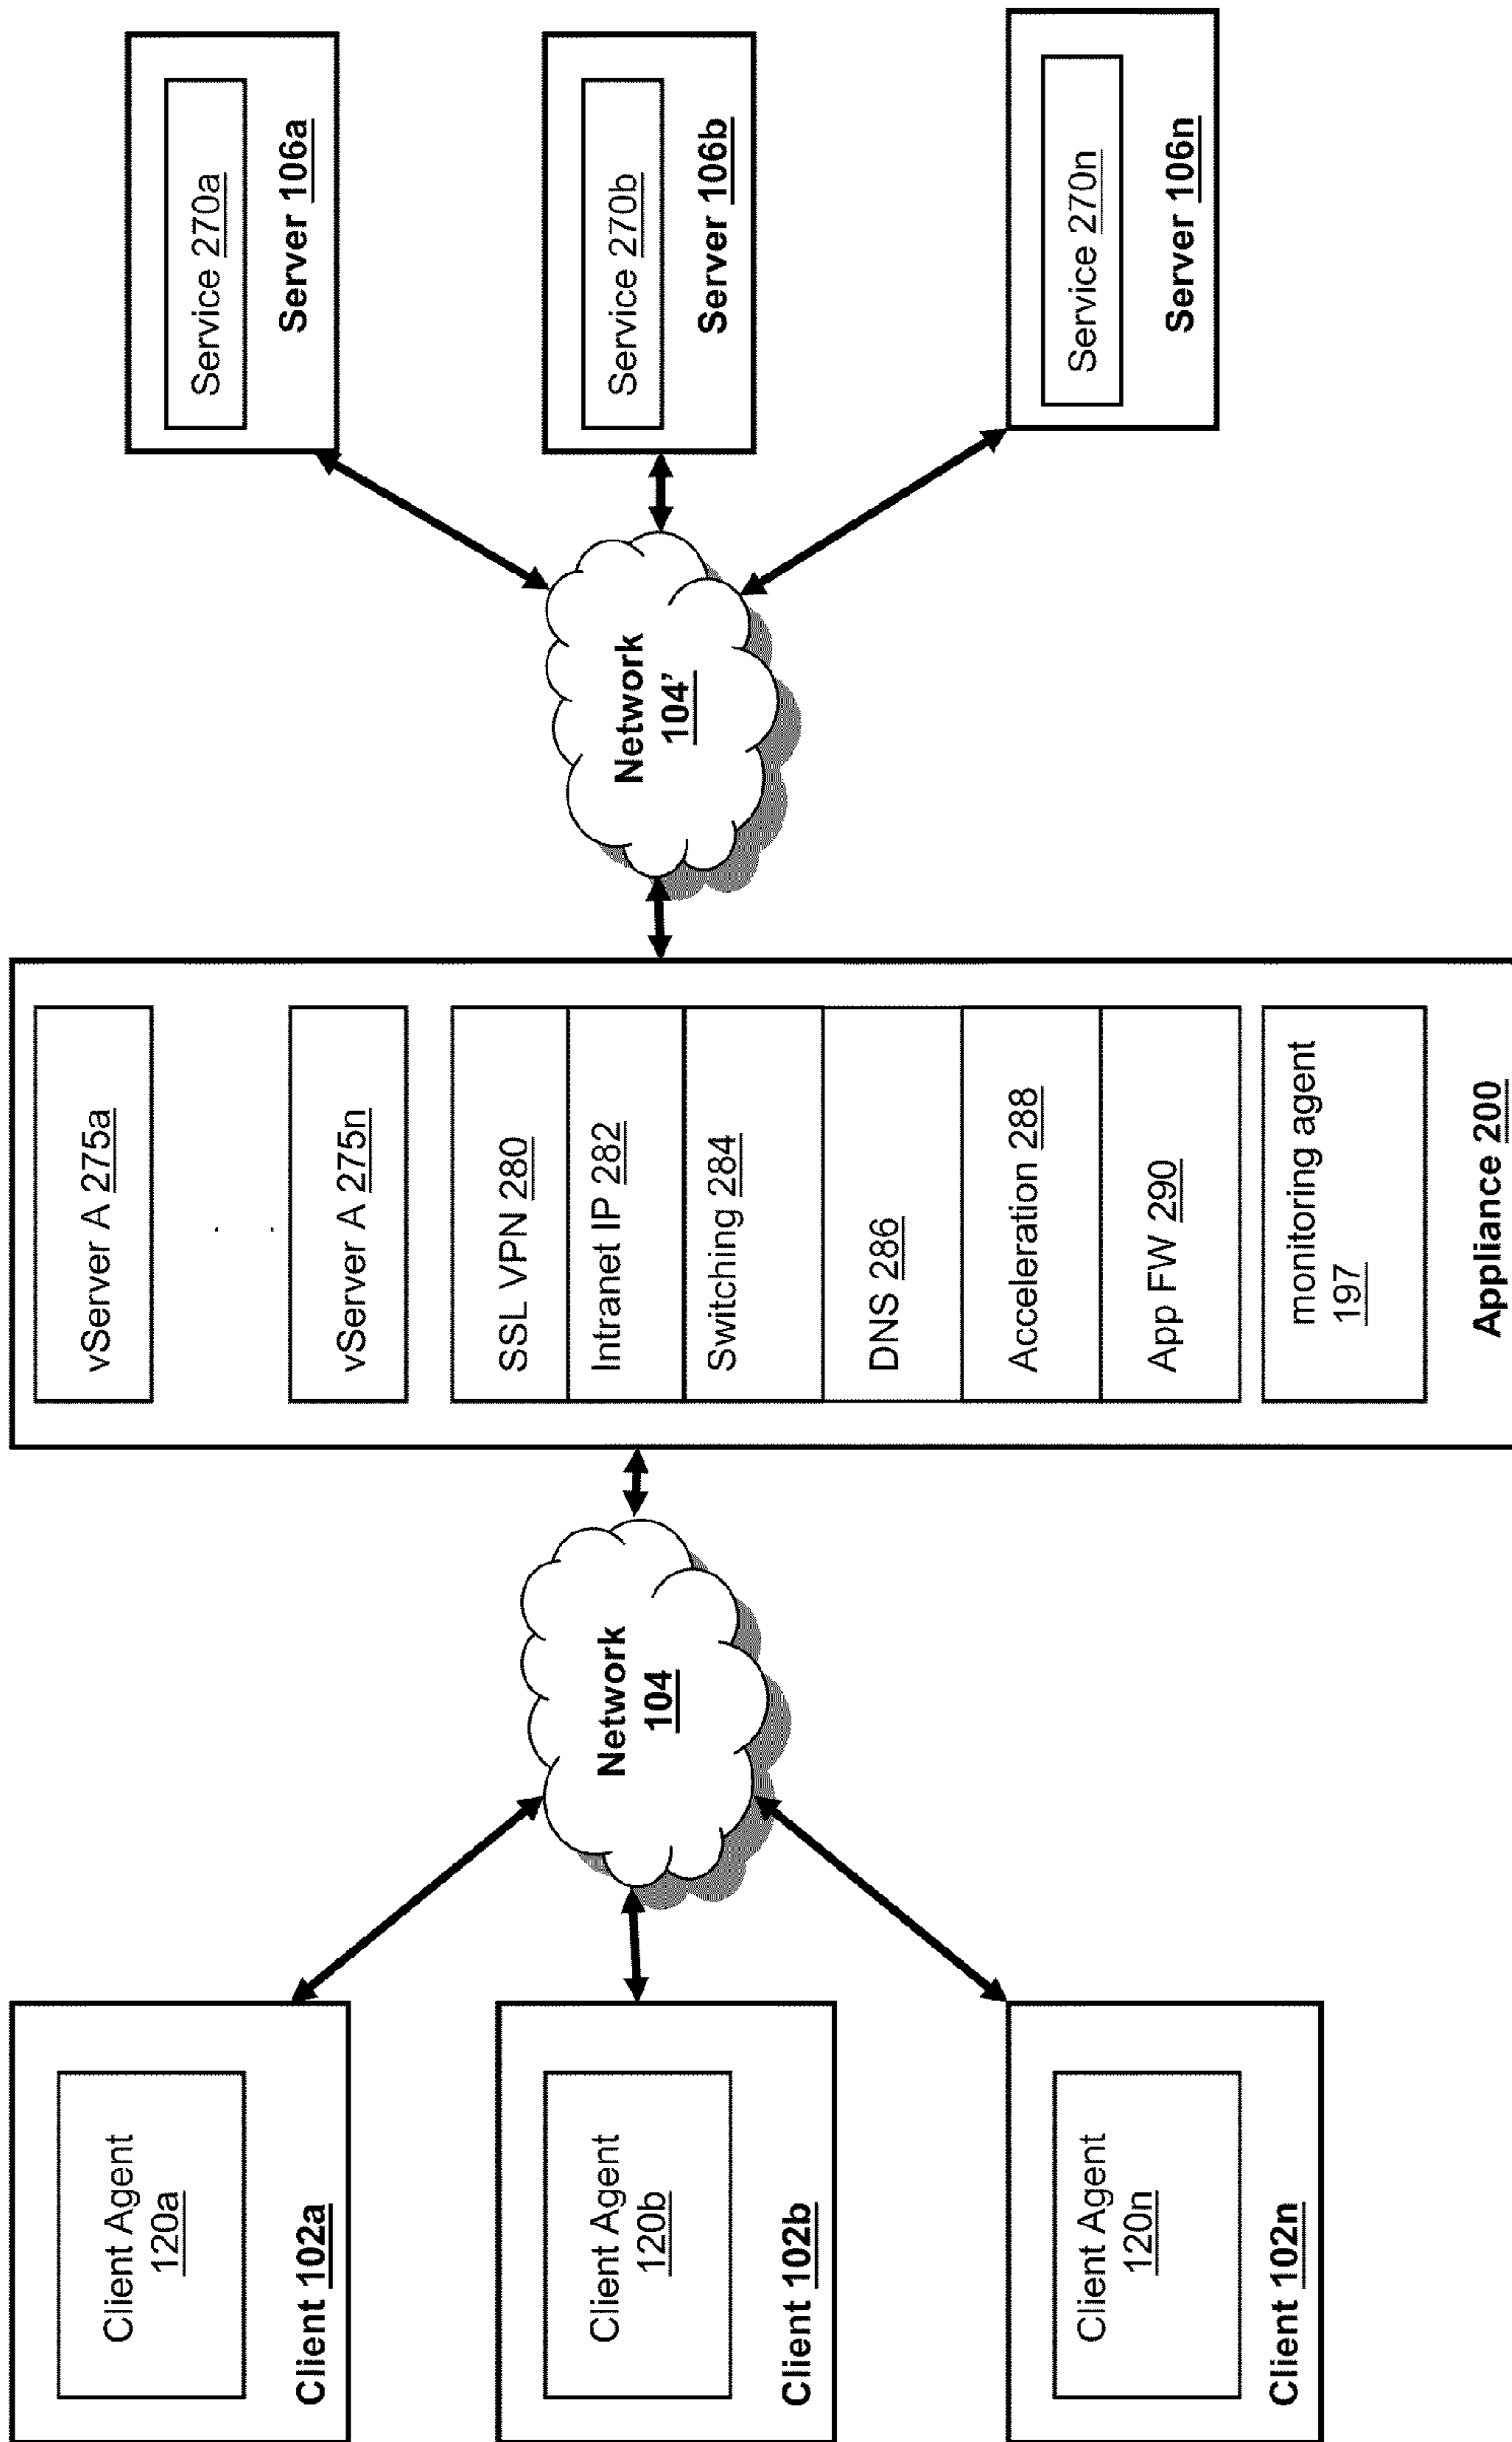 Client Agent
120a
Client 102a
Client Agent
120b
Client 102b
Client Agent
120n
Client 102n
Network
104
vServer A 275a
vServer A 275n
SSL VPN 280
Intranet IP 282
Switching 284
DNS 286
Acceleration 288
App FW 290
monitoring agent
197
Appliance 200
Network
104’
Service 270a
Server 106a
Service 270b
Server 106b
Service 270n
Server 106n